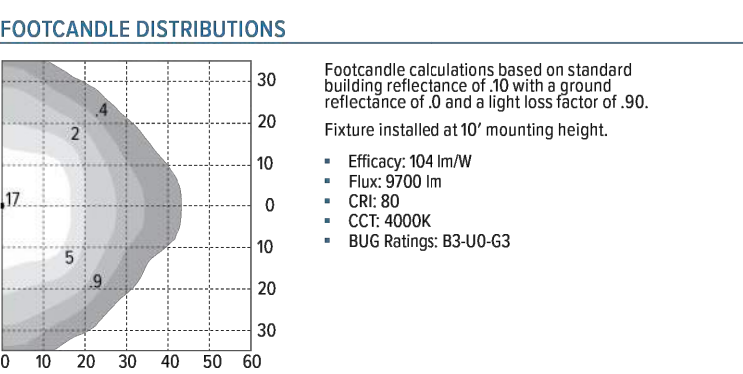 FOOTCANDLE DISTRIBUTIONS
30
.4
20
2
10
17
0
10
5
.9
20
30
0 10 20 30 40 50 60
Footcandle calculations based on standard
building reflectance of .10 with a ground
reflectance of .0 and a light loss factor of .90.
Fixture installed at 10’ mounting height.
▪ Efficacy: 104 lm/W
▪ Flux: 9700 lm
▪ CRI: 80
▪ CCT: 4000K
▪ BUG Ratings: B3-U0-G3